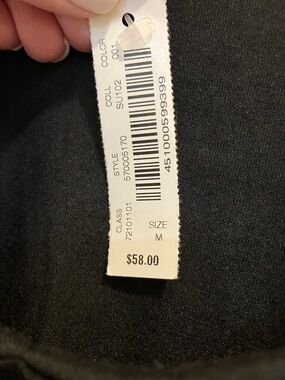 COLOR
001
COLL
SU102
STYLE
570005170
CLASS
72101101
451000599399
SIZE
M
$58.00